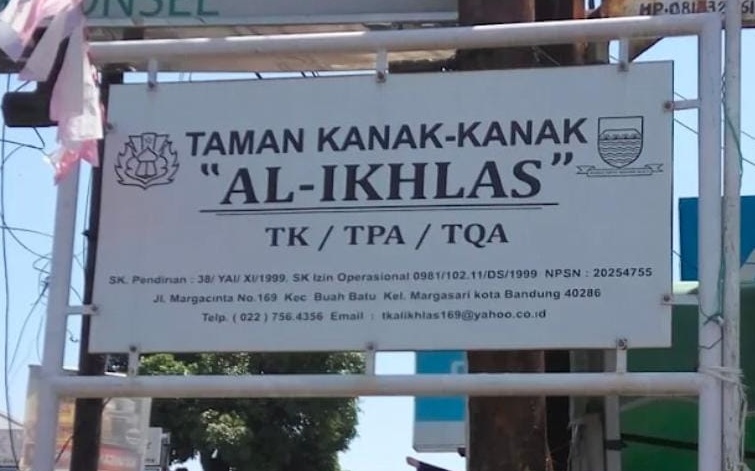 ONSEL
TAMAN KANAK-KANAK
"AL-IKHLAS"
TK / TPA / TQA
SK. Pendirian : 38/ YAI/ XI/1999. SK Izin Operasional 0981/102.11/DS/1999 NPSN : 20254755
Jl. Margacinta No.169 Kec Buah Batu Kel. Margasari kota Bandung 40286
Telp. ( 022 ) 756.4356 Email : tkalikhlas169@yahoo.co.id